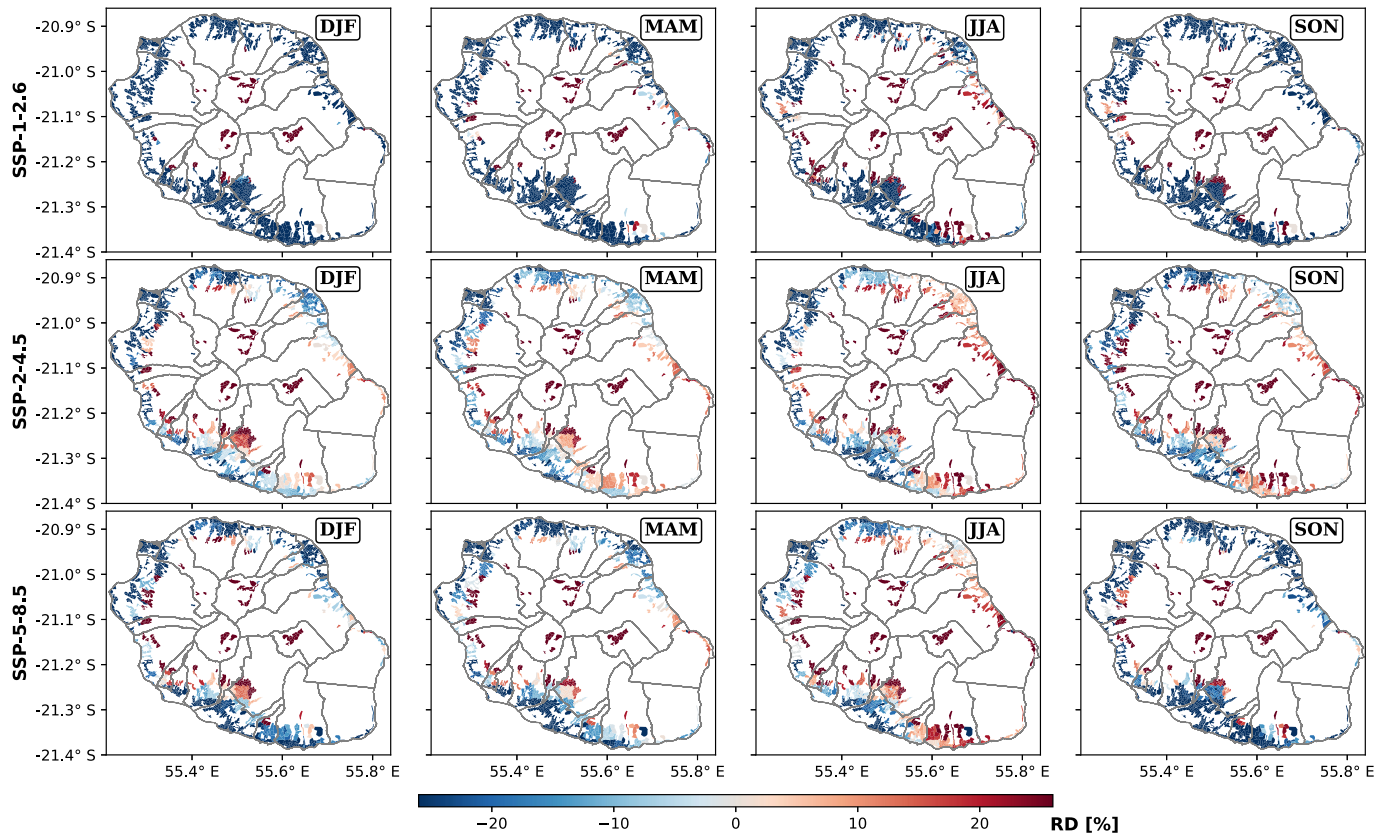 DJF MAM JJA SON
SSP-1-2.6
-20.9° S
-21.0° S
-21.1° S
-21.2° S
-21.3° S
-21.4° S
DJF MAM JJA SON
SSP-2-4.5
-20.9° S
-21.0° S
-21.1° S
-21.2° S
-21.3° S
-21.4° S
DJF MAM JJA SON
SSP-5-8.5
-20.9° S
-21.0° S
-21.1° S
-21.2° S
-21.3° S
-21.4° S
55.4° E 55.6° E 55.8° E 55.4° E 55.6° E 55.8° E 55.4° E 55.6° E 55.8° E 55.4° E 55.6° E 55.8° E
−20 −10 0 10 20 RD [%]